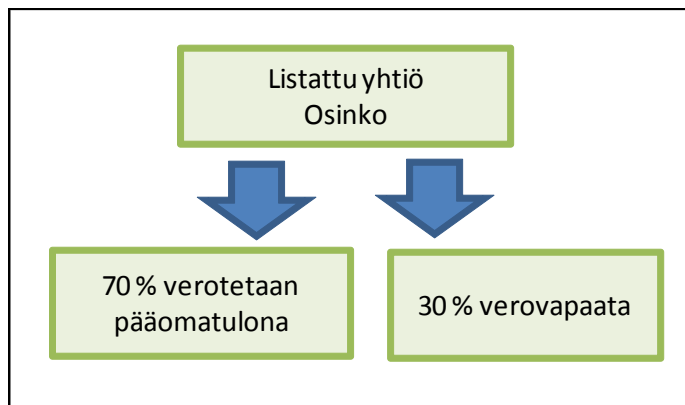 Listattu yhtiö
Osinko
70 % verotetaan
pääomatulona
30 % verovapaata